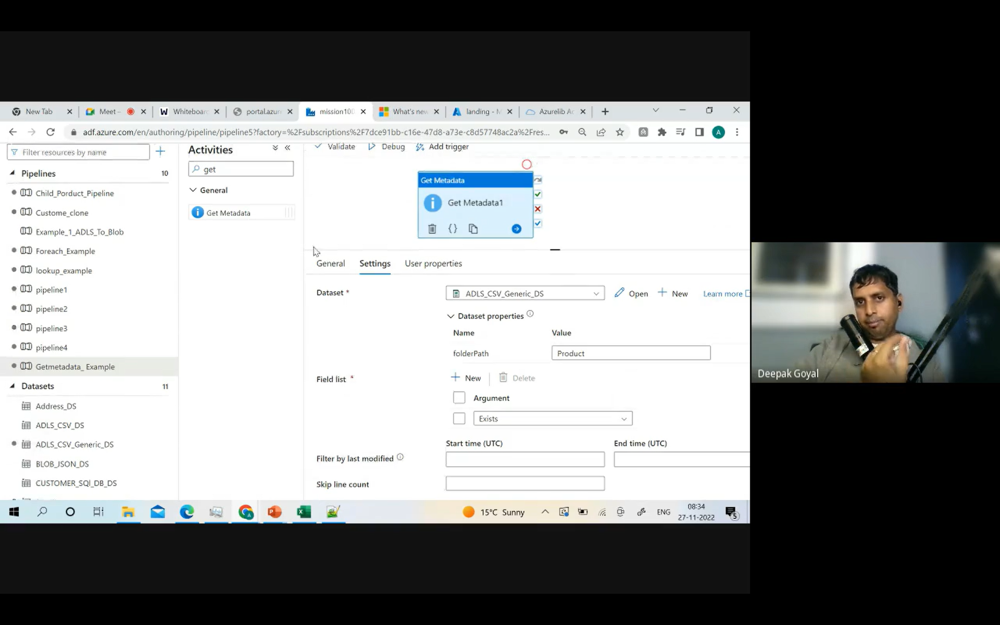 New Tab
Meet -
Whiteboar
portal.azur
mission100
What's new
landing - M
Azurelib Ac
adf.azure.com/en/authoring/pipeline/pipeline5?factory=%2Fsubscriptions%2F7dce91bb-c16e-47d8-a73e-c8d57748ac2a%2Fres...
A
Filter resources by name
Pipelines 10
Child_Porduct_Pipeline
Custome_clone
Example_1_ADLS_To_Blob
Foreach_Example
lookup_example
pipeline1
pipeline2
pipeline3
pipeline4
Getmetadata_ Example
Datasets 11
Address_DS
ADLS_CSV_DS
ADLS_CSV_Generic_DS
BLOB_JSON_DS
CUSTOMER_SQl_DB_DS
Activities
get
General
Get Metadata
Validate Debug Add trigger
Get Metadata
Get Metadata1
General Settings User properties
Dataset * ADLS_CSV_Generic_DS Open New Learn more
Dataset properties
Name Value
folderPath Product
Field list * New Delete
Argument
Exists
Start time (UTC) End time (UTC)
Filter by last modified
Skip line count
Deepak Goyal
15°C Sunny
ENG
08:34
27-11-2022
5